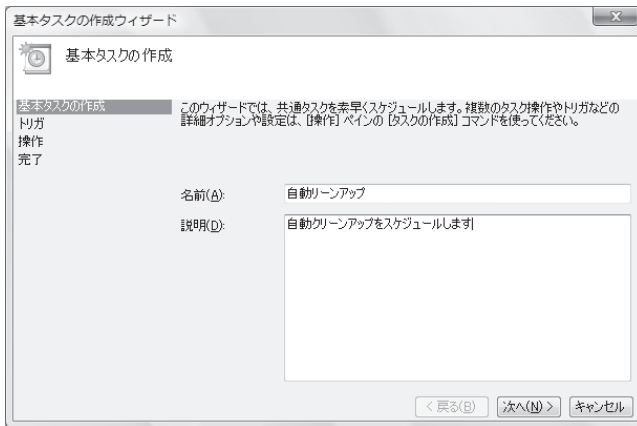 基本タスクの作成ウィザード
基本タスクの作成
基本タスクの作成
トリガ
操作
完了
このウィザードでは、共通タスクを素早くスケジュールします。複数のタスク操作やトリガなどの
詳細オプションや設定は、[操作] ペインの [タスクの作成] コマンドを使ってください。
名前(A):
自動リーンアップ
説明(D):
自動クリーンアップをスケジュールします
< 戻る(B)
次へ(N) >
キャンセル